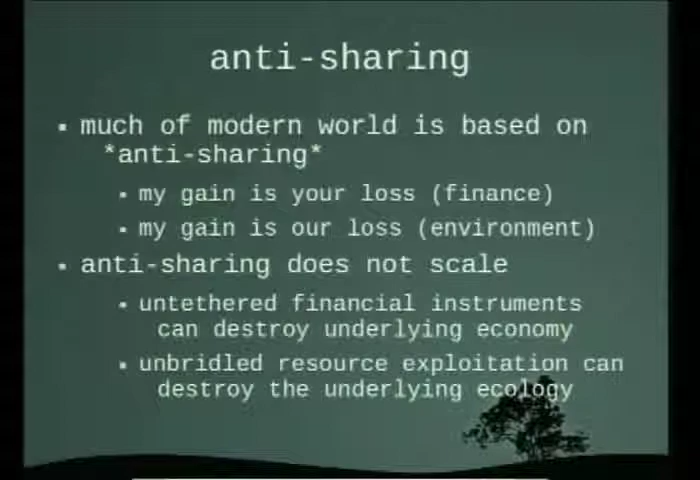 anti-sharing
▪ much of modern world is based on
*anti-sharing*
▪ my gain is your loss (finance)
▪ my gain is our loss (environment)
▪ anti-sharing does not scale
▪ untethered financial instruments
can destroy underlying economy
▪ unbridled resource exploitation can
destroy the underlying ecology